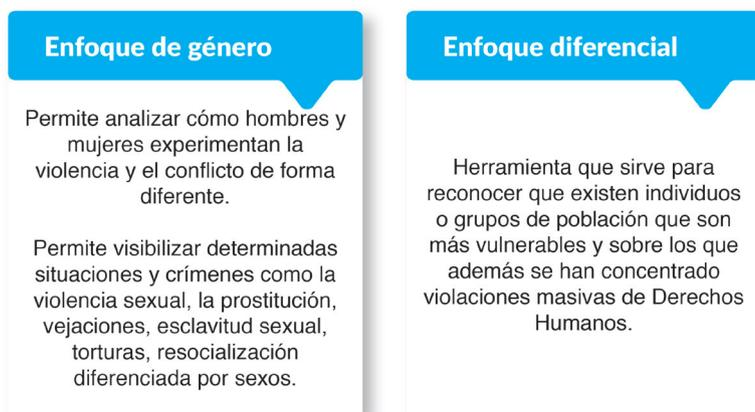 Enfoque de género
Permite analizar cómo hombres y
mujeres experimentan la
violencia y el conflicto de forma
diferente.
Permite visibilizar determinadas
situaciones y crímenes como la
violencia sexual, la prostitución,
vejaciones, esclavitud sexual,
torturas, resocialización
diferenciada por sexos.
Enfoque diferencial
Herramienta que sirve para
reconocer que existen individuos
o grupos de población que son
más vulnerables y sobre los que
además se han concentrado
violaciones masivas de Derechos
Humanos.